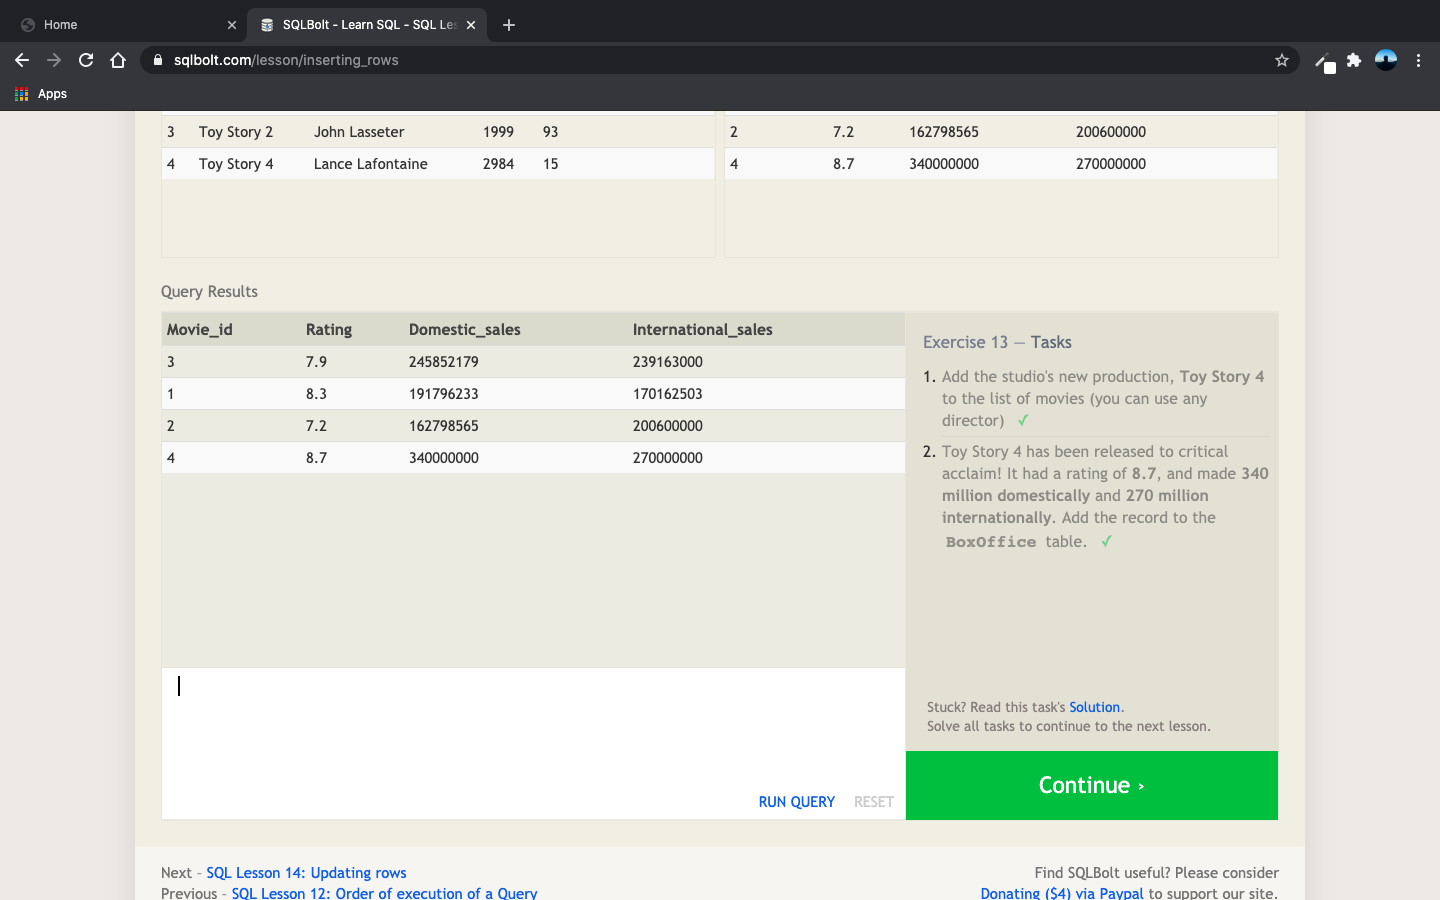 Home
SQLBolt - Learn SQL - SQL Les
sqlbolt.com/lesson/inserting_rows
Apps
3 Toy Story 2 John Lasseter 1999 93
4 Toy Story 4 Lance Lafontaine 2984 15
2 7.2 162798565 200600000
4 8.7 340000000 270000000
Query Results
Movie_id Rating Domestic_sales International_sales
3 7.9 245852179 239163000
1 8.3 191796233 170162503
2 7.2 162798565 200600000
4 8.7 340000000 270000000
RUN QUERY RESET
Exercise 13 — Tasks
1. Add the studio's new production, Toy Story 4
to the list of movies (you can use any
director) ✓
2. Toy Story 4 has been released to critical
acclaim! It had a rating of 8.7, and made 340
million domestically and 270 million
internationally. Add the record to the
BoxOffice table. ✓
Stuck? Read this task's Solution.
Solve all tasks to continue to the next lesson.
Continue ›
Next – SQL Lesson 14: Updating rows
Previous – SQL Lesson 12: Order of execution of a Query
Find SQLBolt useful? Please consider
Donating ($4) via Paypal to support our site.